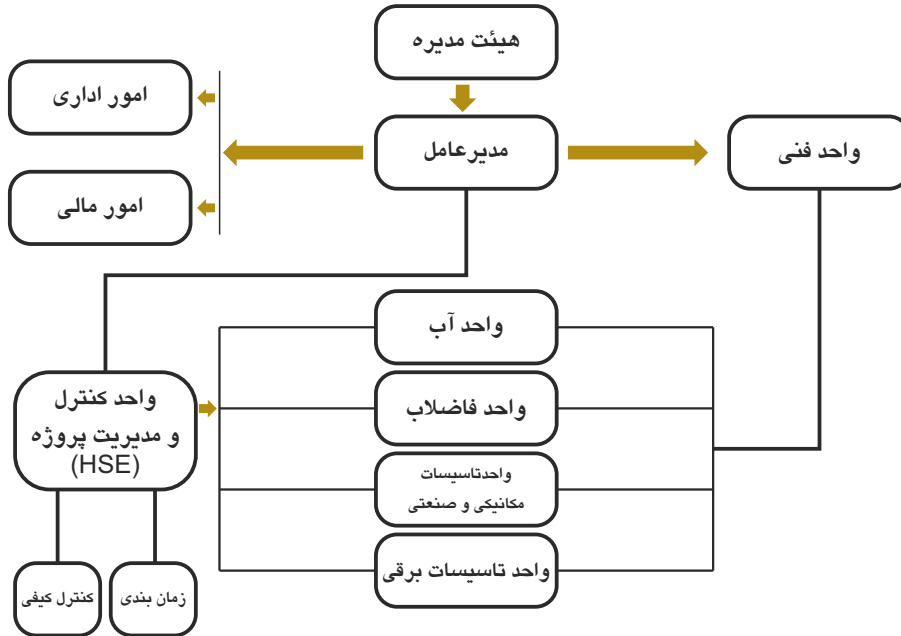 هیئت مدیره
امور اداری
مدیرعامل
واحد فنی
امور مالی
واحد آب
واحد کنترل
و مدیریت پروژه
(HSE)
واحد فاضلاب
واحدتاسیسات
مکانیکی و صنعتی
واحد تاسیسات برقی
زمان بندی
کنترل کیفی